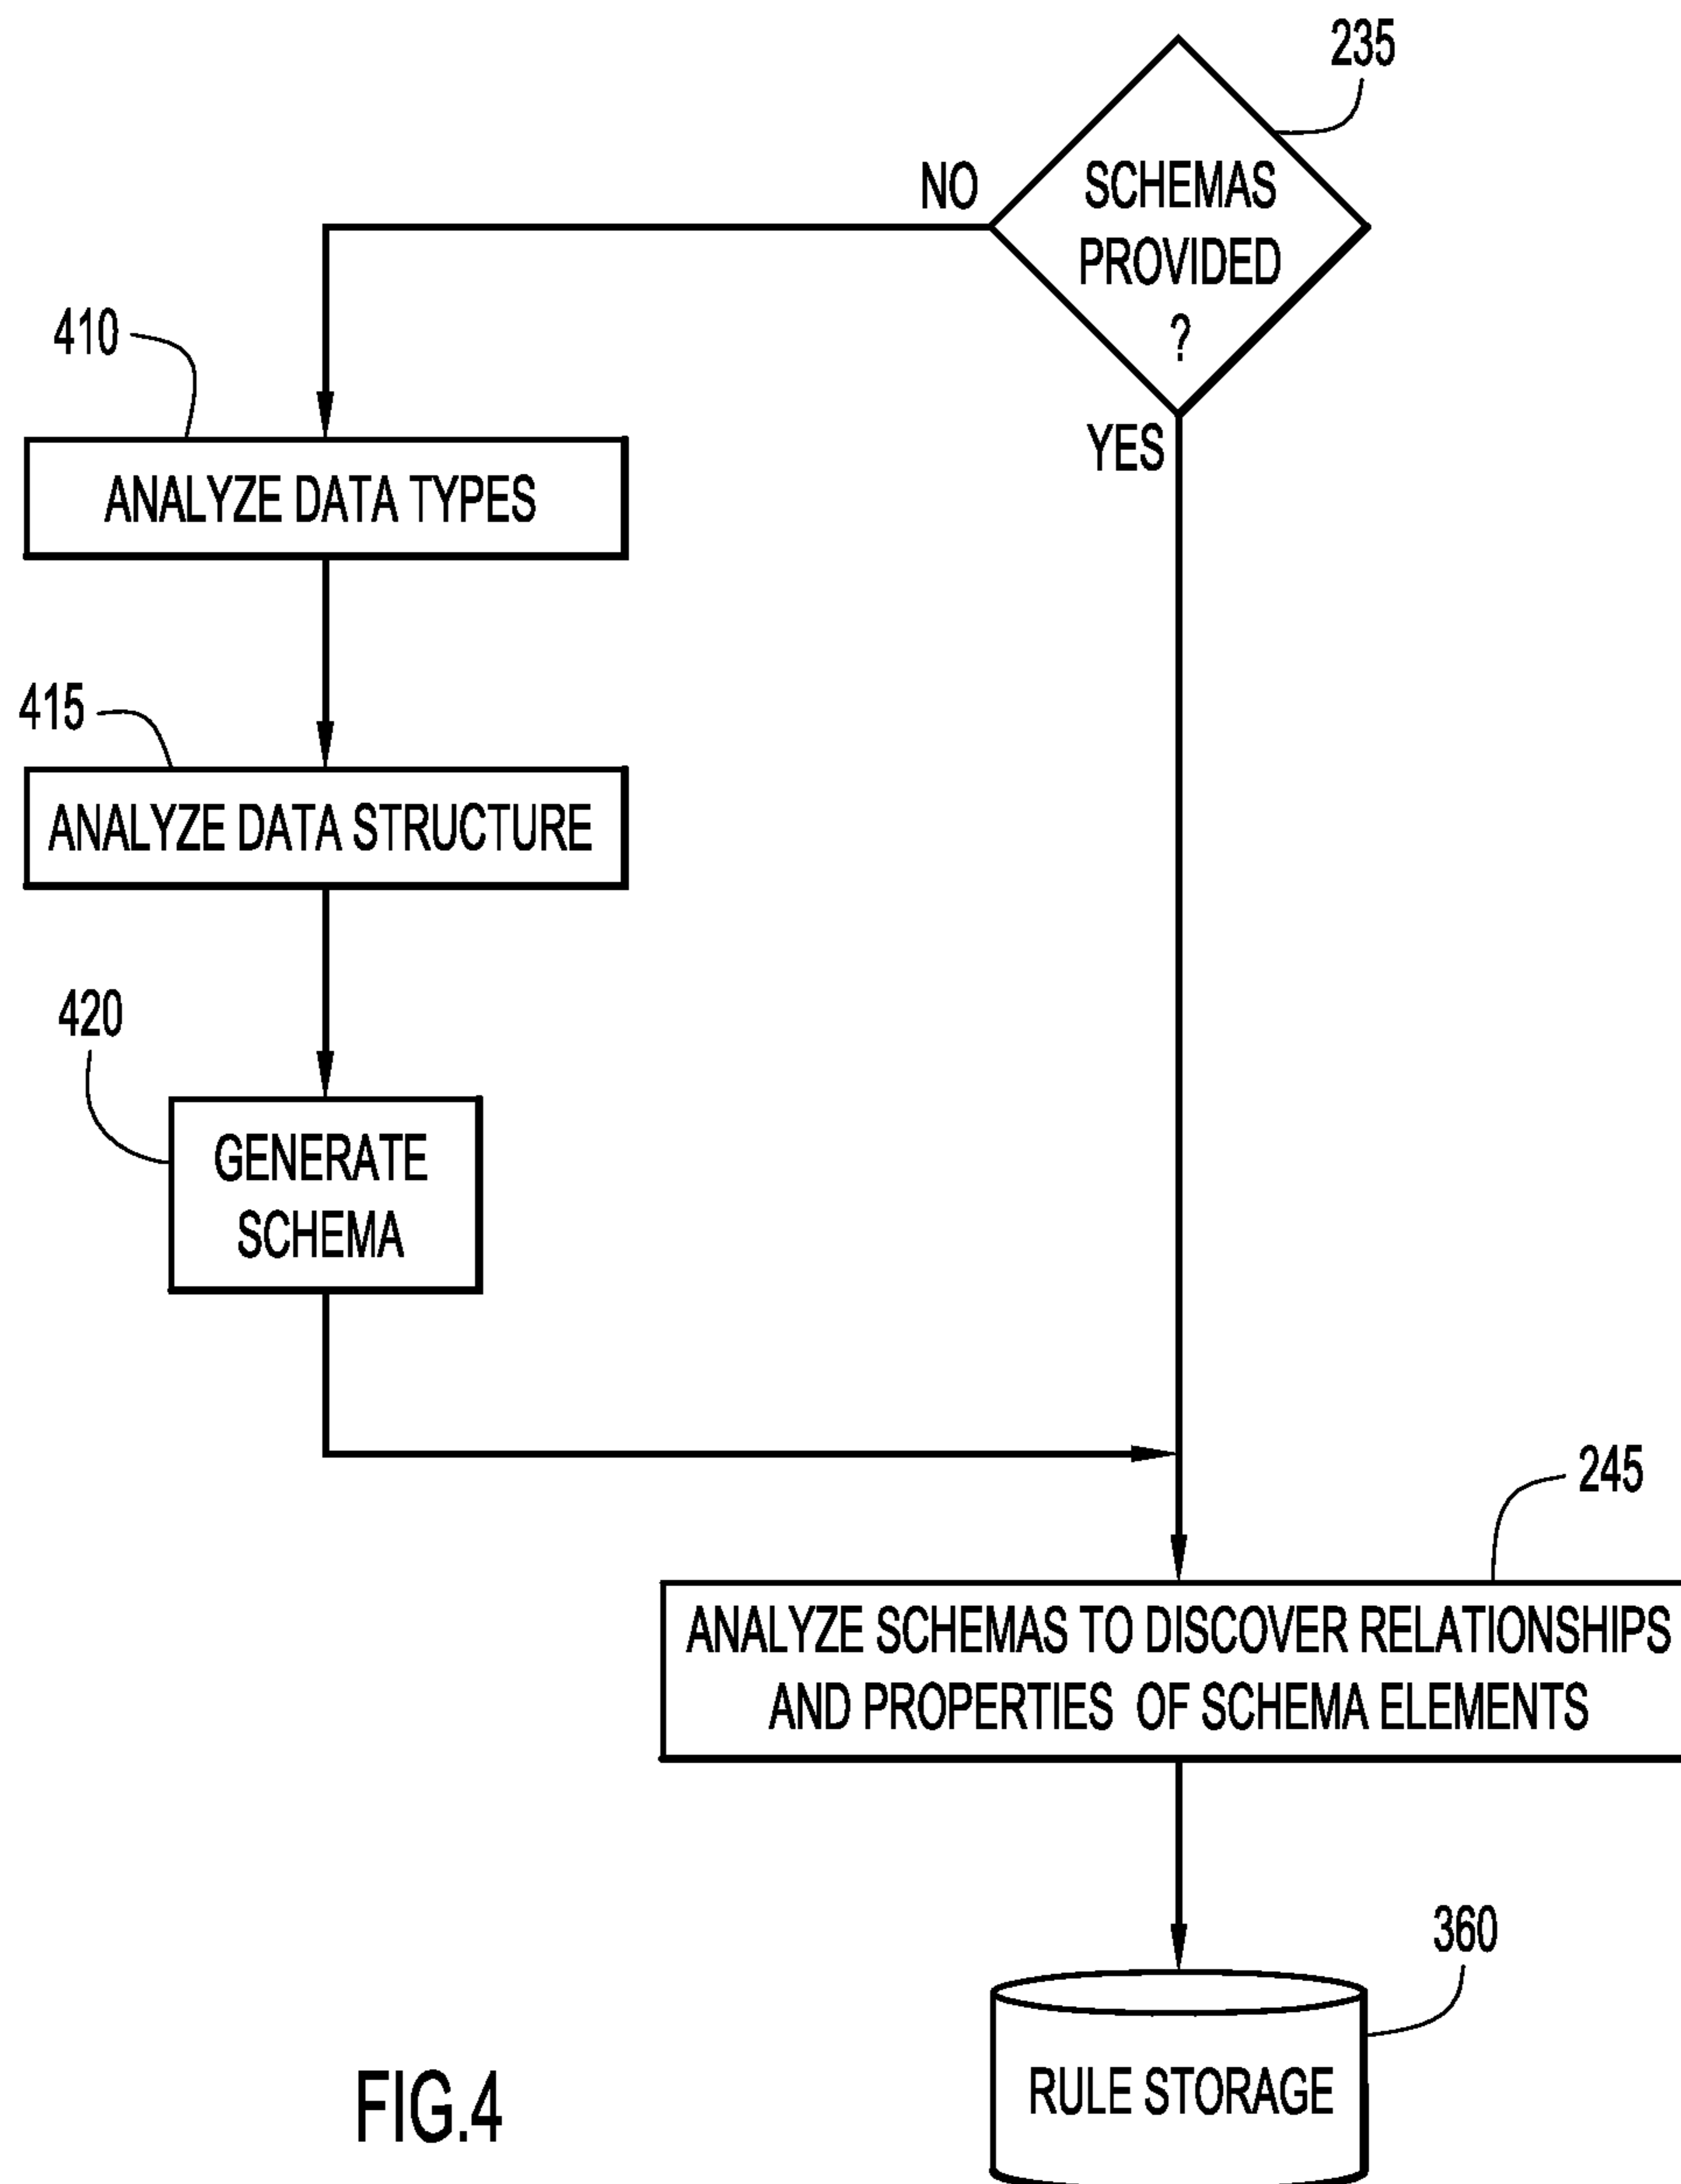 235
SCHEMAS
PROVIDED
?
NO
YES
410
ANALYZE DATA TYPES
415
ANALYZE DATA STRUCTURE
420
GENERATE
SCHEMA
245
ANALYZE SCHEMAS TO DISCOVER RELATIONSHIPS
AND PROPERTIES OF SCHEMA ELEMENTS
360
RULE STORAGE
FIG.4